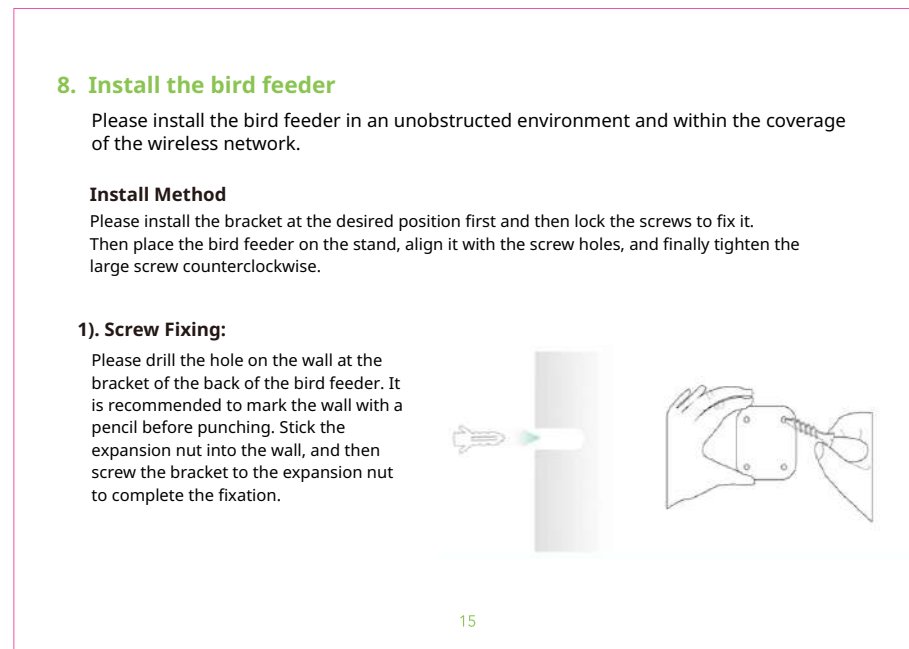 8. Install the bird feeder
Please install the bird feeder in an unobstructed environment and within the coverage
of the wireless network.
Install Method
Please install the bracket at the desired position first and then lock the screws to fix it.
Then place the bird feeder on the stand, align it with the screw holes, and finally tighten the
large screw counterclockwise.
1). Screw Fixing:
Please drill the hole on the wall at the
bracket of the back of the bird feeder. It
is recommended to mark the wall with a
pencil before punching. Stick the
expansion nut into the wall, and then
screw the bracket to the expansion nut
to complete the fixation.
15